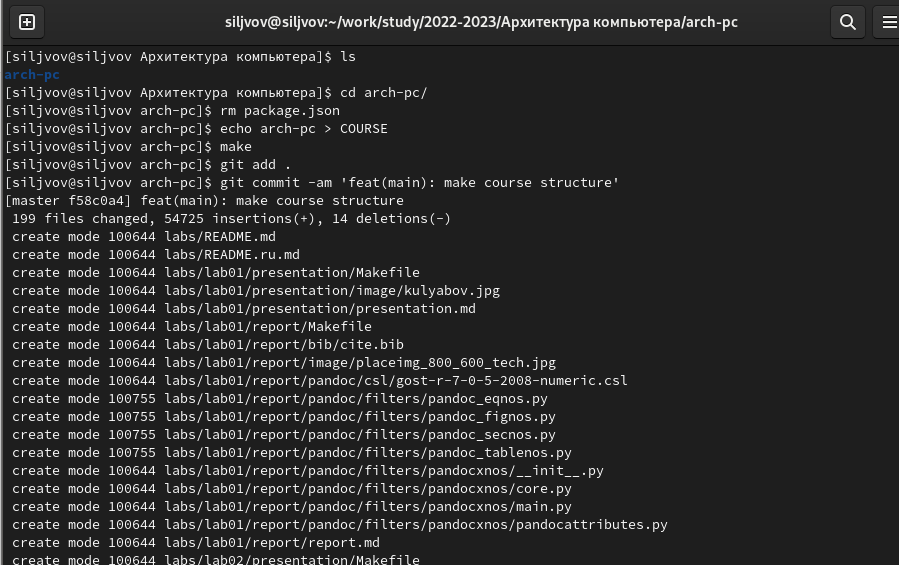 siljvov@siljvov:~/work/study/2022-2023/Архитектура компьютера/arch-pc
[siljvov@siljvov Архитектура компьютера]$ ls
arch-pc
[siljvov@siljvov Архитектура компьютера]$ cd arch-pc/
[siljvov@siljvov arch-pc]$ rm package.json
[siljvov@siljvov arch-pc]$ echo arch-pc > COURSE
[siljvov@siljvov arch-pc]$ make
[siljvov@siljvov arch-pc]$ git add .
[siljvov@siljvov arch-pc]$ git commit -am 'feat(main): make course structure'
[master f58c0a4] feat(main): make course structure
 199 files changed, 54725 insertions(+), 14 deletions(-)
 create mode 100644 labs/README.md
 create mode 100644 labs/README.ru.md
 create mode 100644 labs/lab01/presentation/Makefile
 create mode 100644 labs/lab01/presentation/image/kulyabov.jpg
 create mode 100644 labs/lab01/presentation/presentation.md
 create mode 100644 labs/lab01/report/Makefile
 create mode 100644 labs/lab01/report/bib/cite.bib
 create mode 100644 labs/lab01/report/image/placeimg_800_600_tech.jpg
 create mode 100644 labs/lab01/report/pandoc/csl/gost-r-7-0-5-2008-numeric.csl
 create mode 100755 labs/lab01/report/pandoc/filters/pandoc_eqnos.py
 create mode 100755 labs/lab01/report/pandoc/filters/pandoc_fignos.py
 create mode 100755 labs/lab01/report/pandoc/filters/pandoc_secnos.py
 create mode 100755 labs/lab01/report/pandoc/filters/pandoc_tablenos.py
 create mode 100644 labs/lab01/report/pandoc/filters/pandocxnos/__init__.py
 create mode 100644 labs/lab01/report/pandoc/filters/pandocxnos/core.py
 create mode 100644 labs/lab01/report/pandoc/filters/pandocxnos/main.py
 create mode 100644 labs/lab01/report/pandoc/filters/pandocxnos/pandocattributes.py
 create mode 100644 labs/lab01/report/report.md
 create mode 100644 labs/lab02/presentation/Makefile